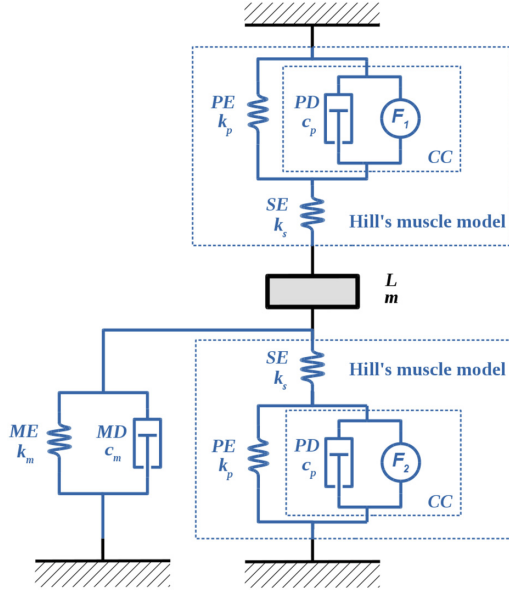 PE
k_p
PD
c_p
F_1
CC
SE
k_s
Hill's muscle model
L
m
SE
k_s
Hill's muscle model
ME
k_m
MD
c_m
PE
k_p
PD
c_p
F_2
CC